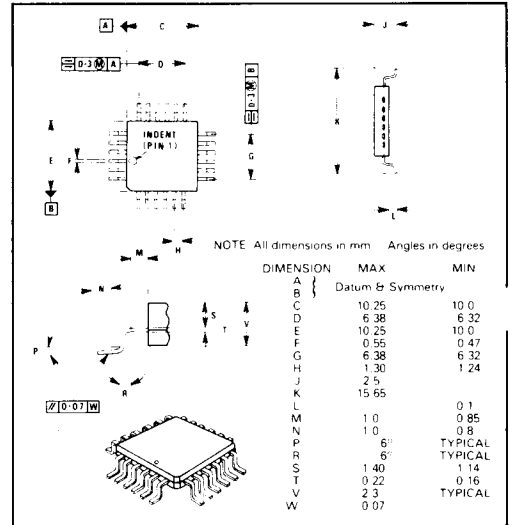 A C J
⌯ 0·3 Ⓜ A D
B
0·3 Ⓜ
INDENT
(PIN 1)
E F G K
B
L
M H
NOTE All dimensions in mm Angles in degrees
DIMENSION MAX MIN
A
B } Datum & Symmetry
C 10.25 10.0
D 6 38 6 32
E 10.25 10 0
F 0.55 0 47
G 6 38 6 32
H 1 30 1 24
J 2 5
K 15 65
L 0 1
M 1 0 0 85
N 1 0 0 8
P 6° TYPICAL
R 6° TYPICAL
S 1 40 1 14
T 0 22 0 16
V 2 3 TYPICAL
W 0 07
N
S T V
P
R
// 0·07 W